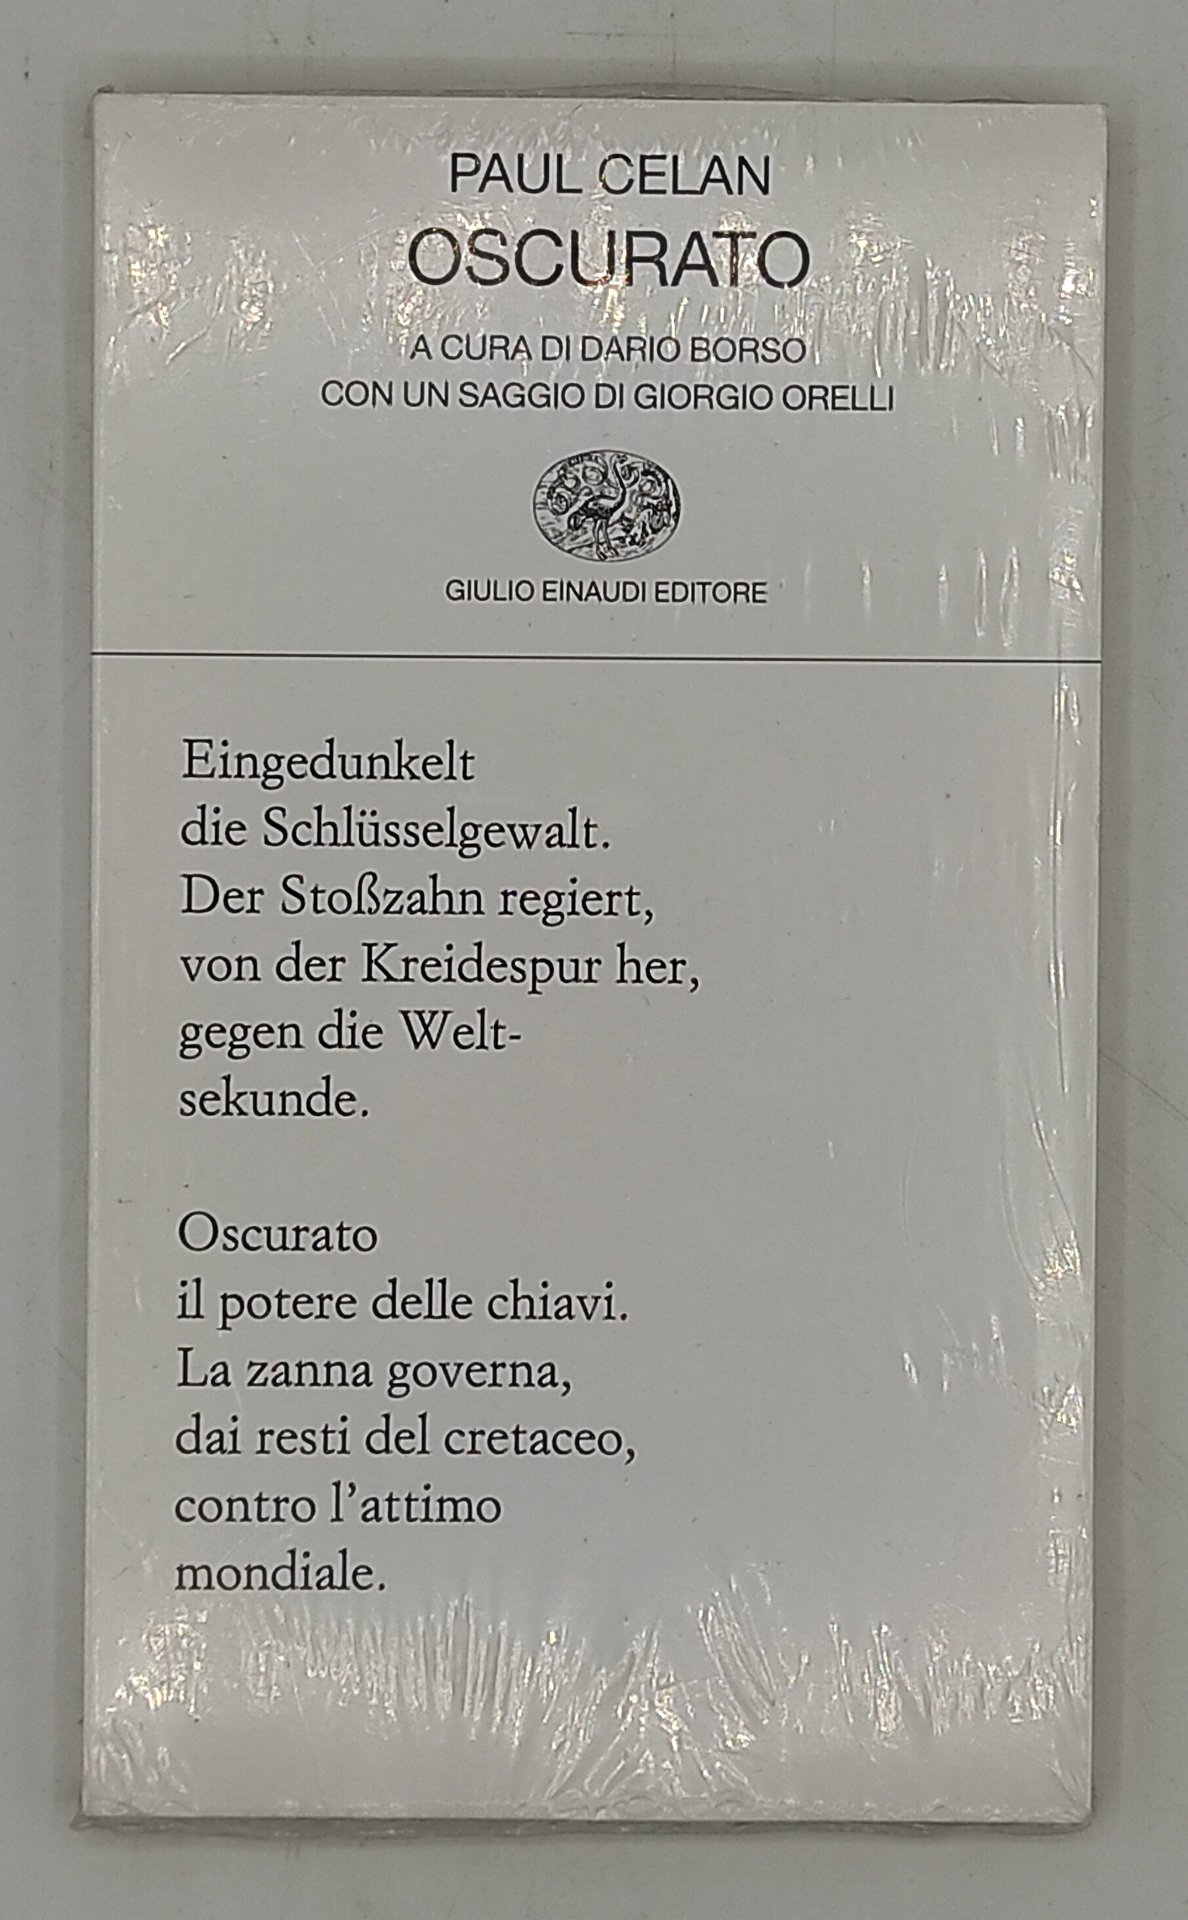 PAUL CELAN
OSCURATO
A CURA DI DARIO BORSO
CON UN SAGGIO DI GIORGIO ORELLI
GIULIO EINAUDI EDITORE
Eingedunkelt
die Schlüsselgewalt.
Der Stoßzahn regiert,
von der Kreidespur her,
gegen die Welt-
sekunde.
Oscurato
il potere delle chiavi.
La zanna governa,
dai resti del cretaceo,
contro l'attimo
mondiale.